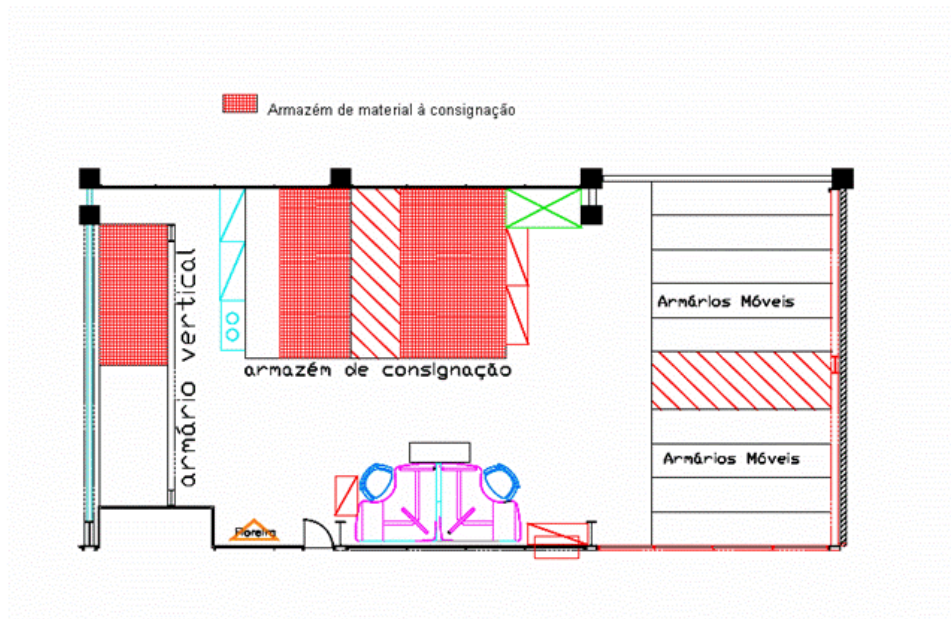 Armazém de material à consignação
armário vertical
armazém de consignação
Armários Móveis
Armários Móveis
Floreira